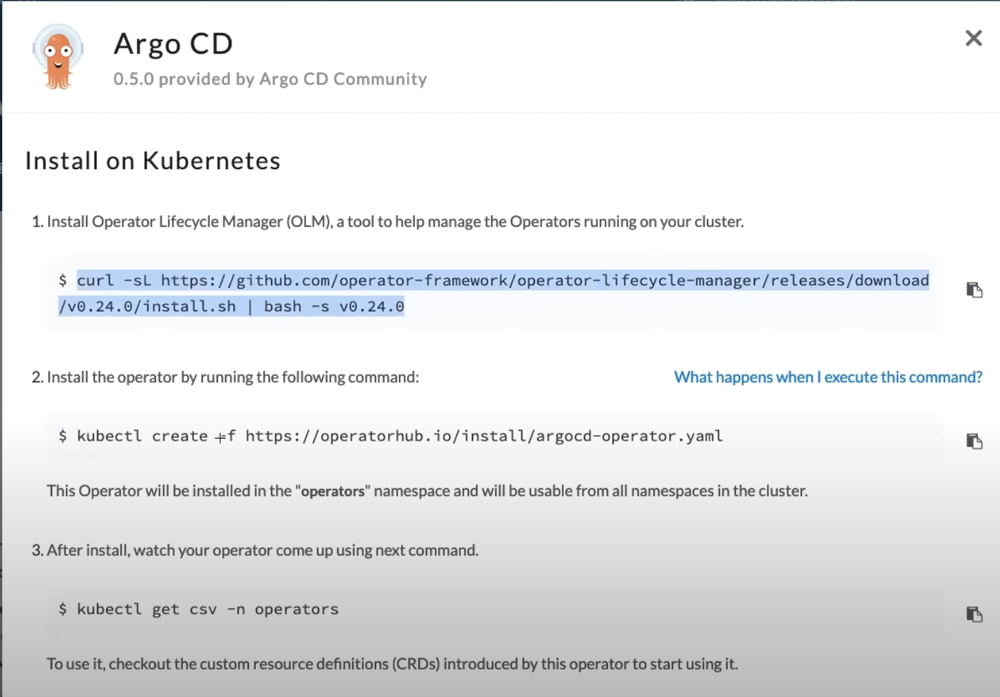 Argo CD
0.5.0 provided by Argo CD Community
Install on Kubernetes
1. Install Operator Lifecycle Manager (OLM), a tool to help manage the Operators running on your cluster.
$ curl -sL https://github.com/operator-framework/operator-lifecycle-manager/releases/download
/v0.24.0/install.sh | bash -s v0.24.0
2. Install the operator by running the following command:
What happens when I execute this command?
$ kubectl create -f https://operatorhub.io/install/argocd-operator.yaml
This Operator will be installed in the "operators" namespace and will be usable from all namespaces in the cluster.
3. After install, watch your operator come up using next command.
$ kubectl get csv -n operators
To use it, checkout the custom resource definitions (CRDs) introduced by this operator to start using it.